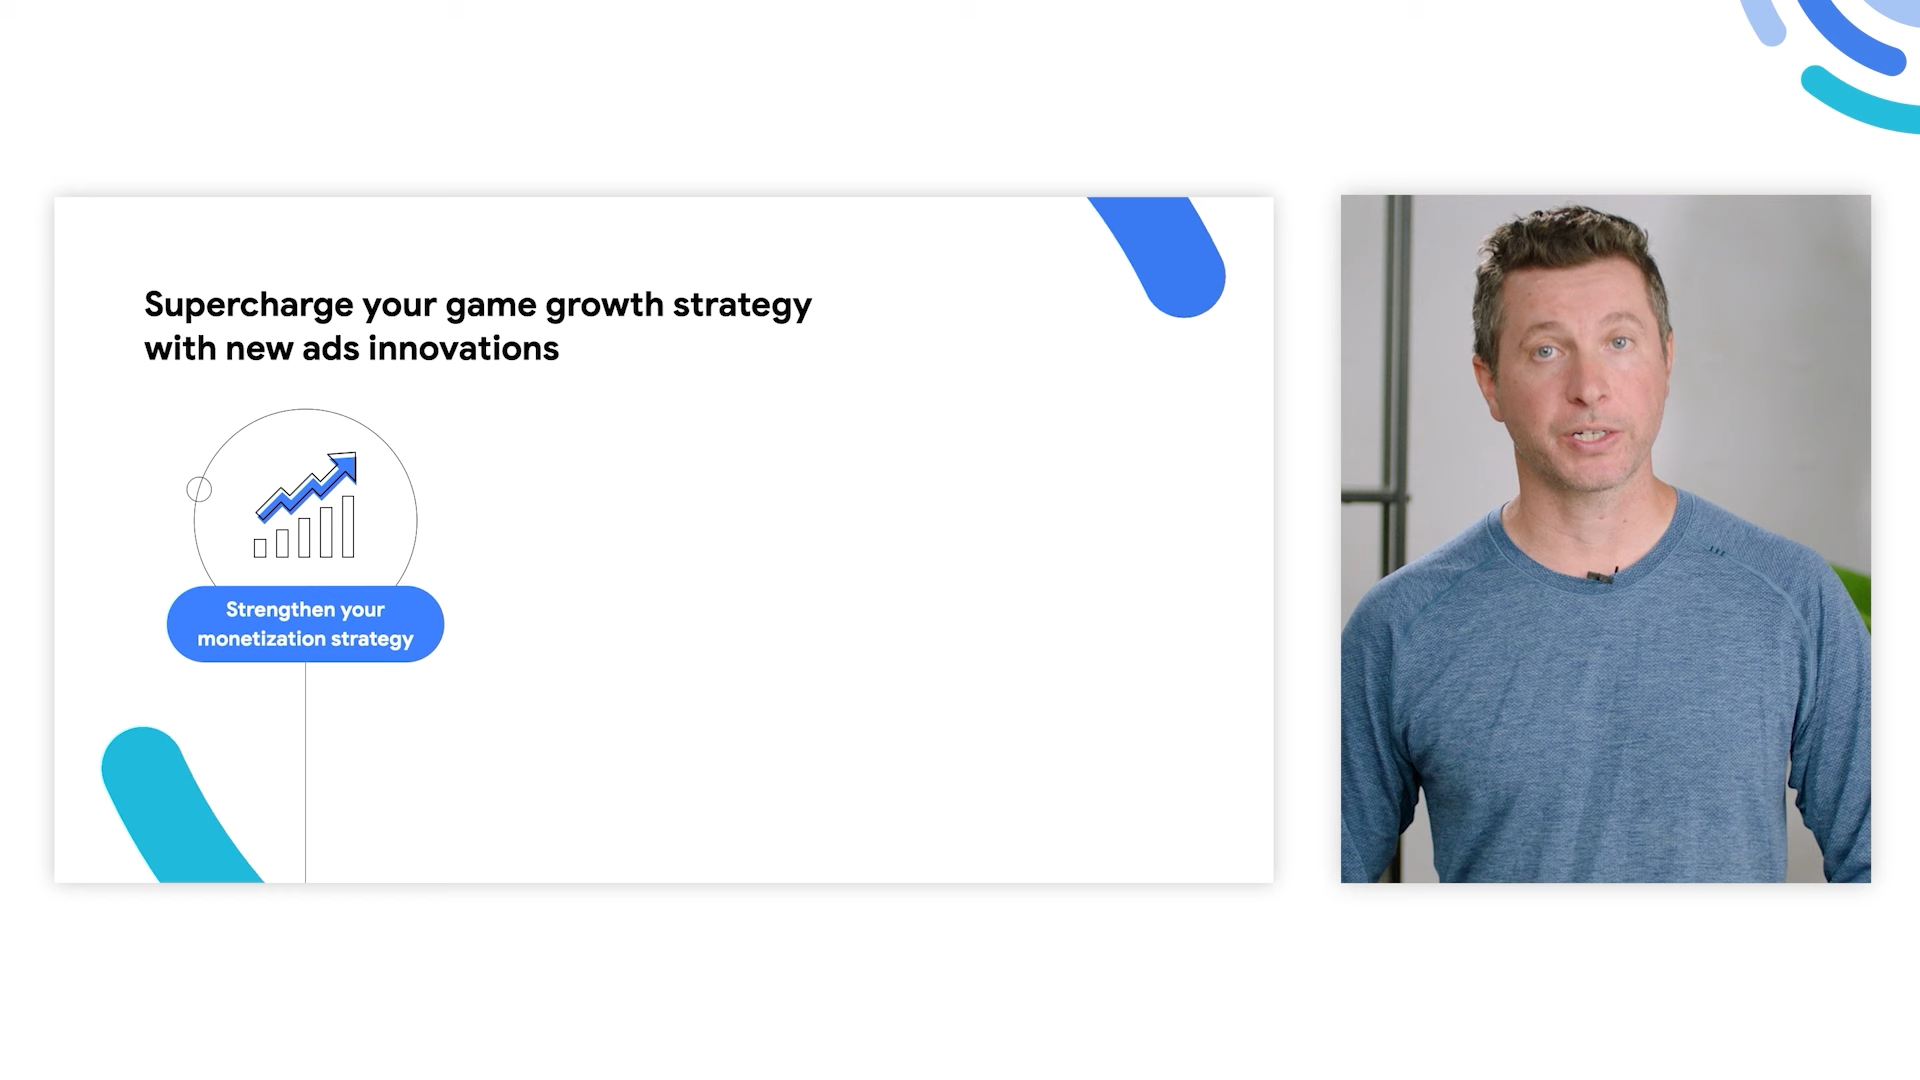 Supercharge your game growth strategy
with new ads innovations
Strengthen your
monetization strategy